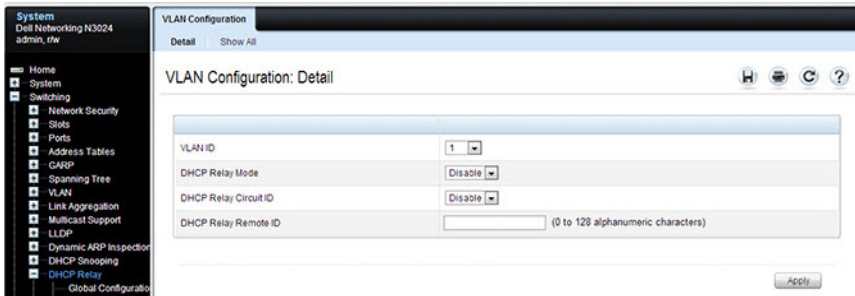 System
Dell Networking N3024
admin, r/w
Home
System
Switching
Network Security
Slots
Ports
Address Tables
GARP
Spanning Tree
VLAN
Link Aggregation
Multicast Support
LLDP
Dynamic ARP Inspection
DHCP Snooping
DHCP Relay
Global Configuratio
VLAN Configuration
Detail Show All
VLAN Configuration: Detail
VLAN ID 1
DHCP Relay Mode Disable
DHCP Relay Circuit ID Disable
DHCP Relay Remote ID (0 to 128 alphanumeric characters)
Apply